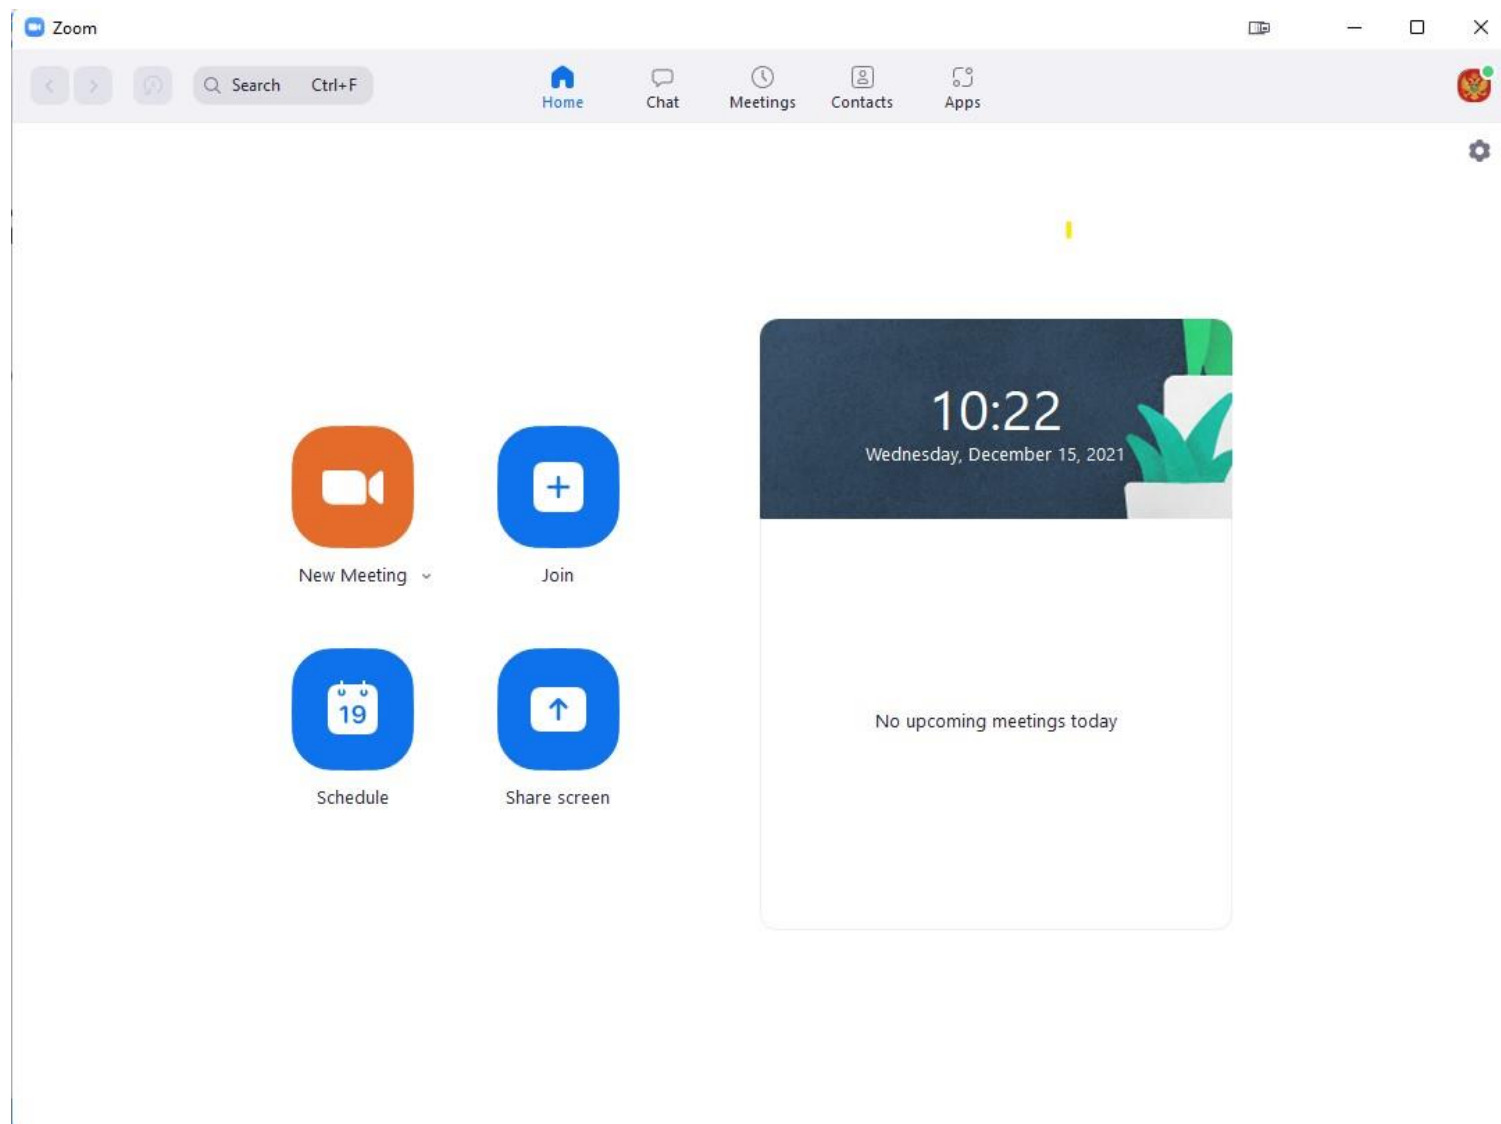 Zoom
Search Ctrl+F
Home
Chat
Meetings
Contacts
Apps
10:22
Wednesday, December 15, 2021
New Meeting
Join
19
Schedule
Share screen
No upcoming meetings today